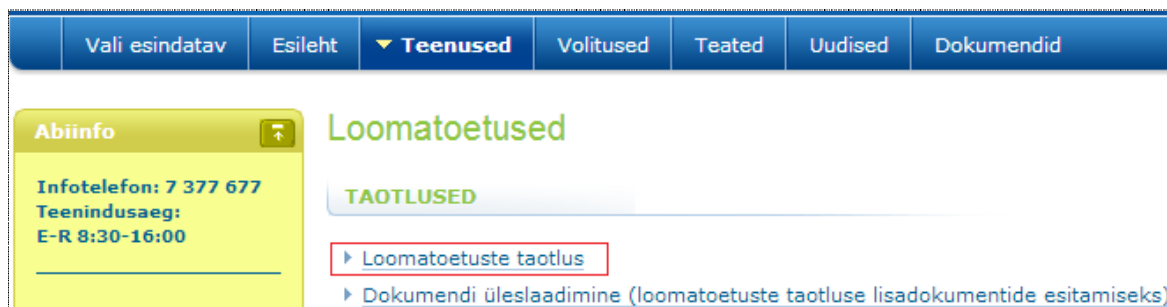 Vali esindatav Esileht Teenused Volitused Teated Uudised Dokumendid
Abiinfo
Infotelefon: 7 377 677
Teenindusaeg:
E-R 8:30-16:00
Loomatoetused
TAOTLUSED
Loomatoetuste taotlus
Dokumendi üleslaadimine (loomatoetuste taotluse lisadokumentide esitamiseks)